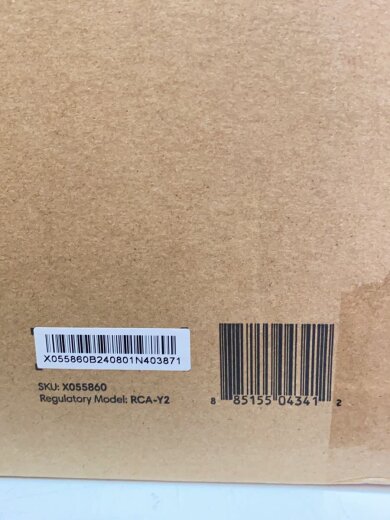 X055860B240801N403871
SKU: X055860
Regulatory Model: RCA-Y2
8 85155 04341 2